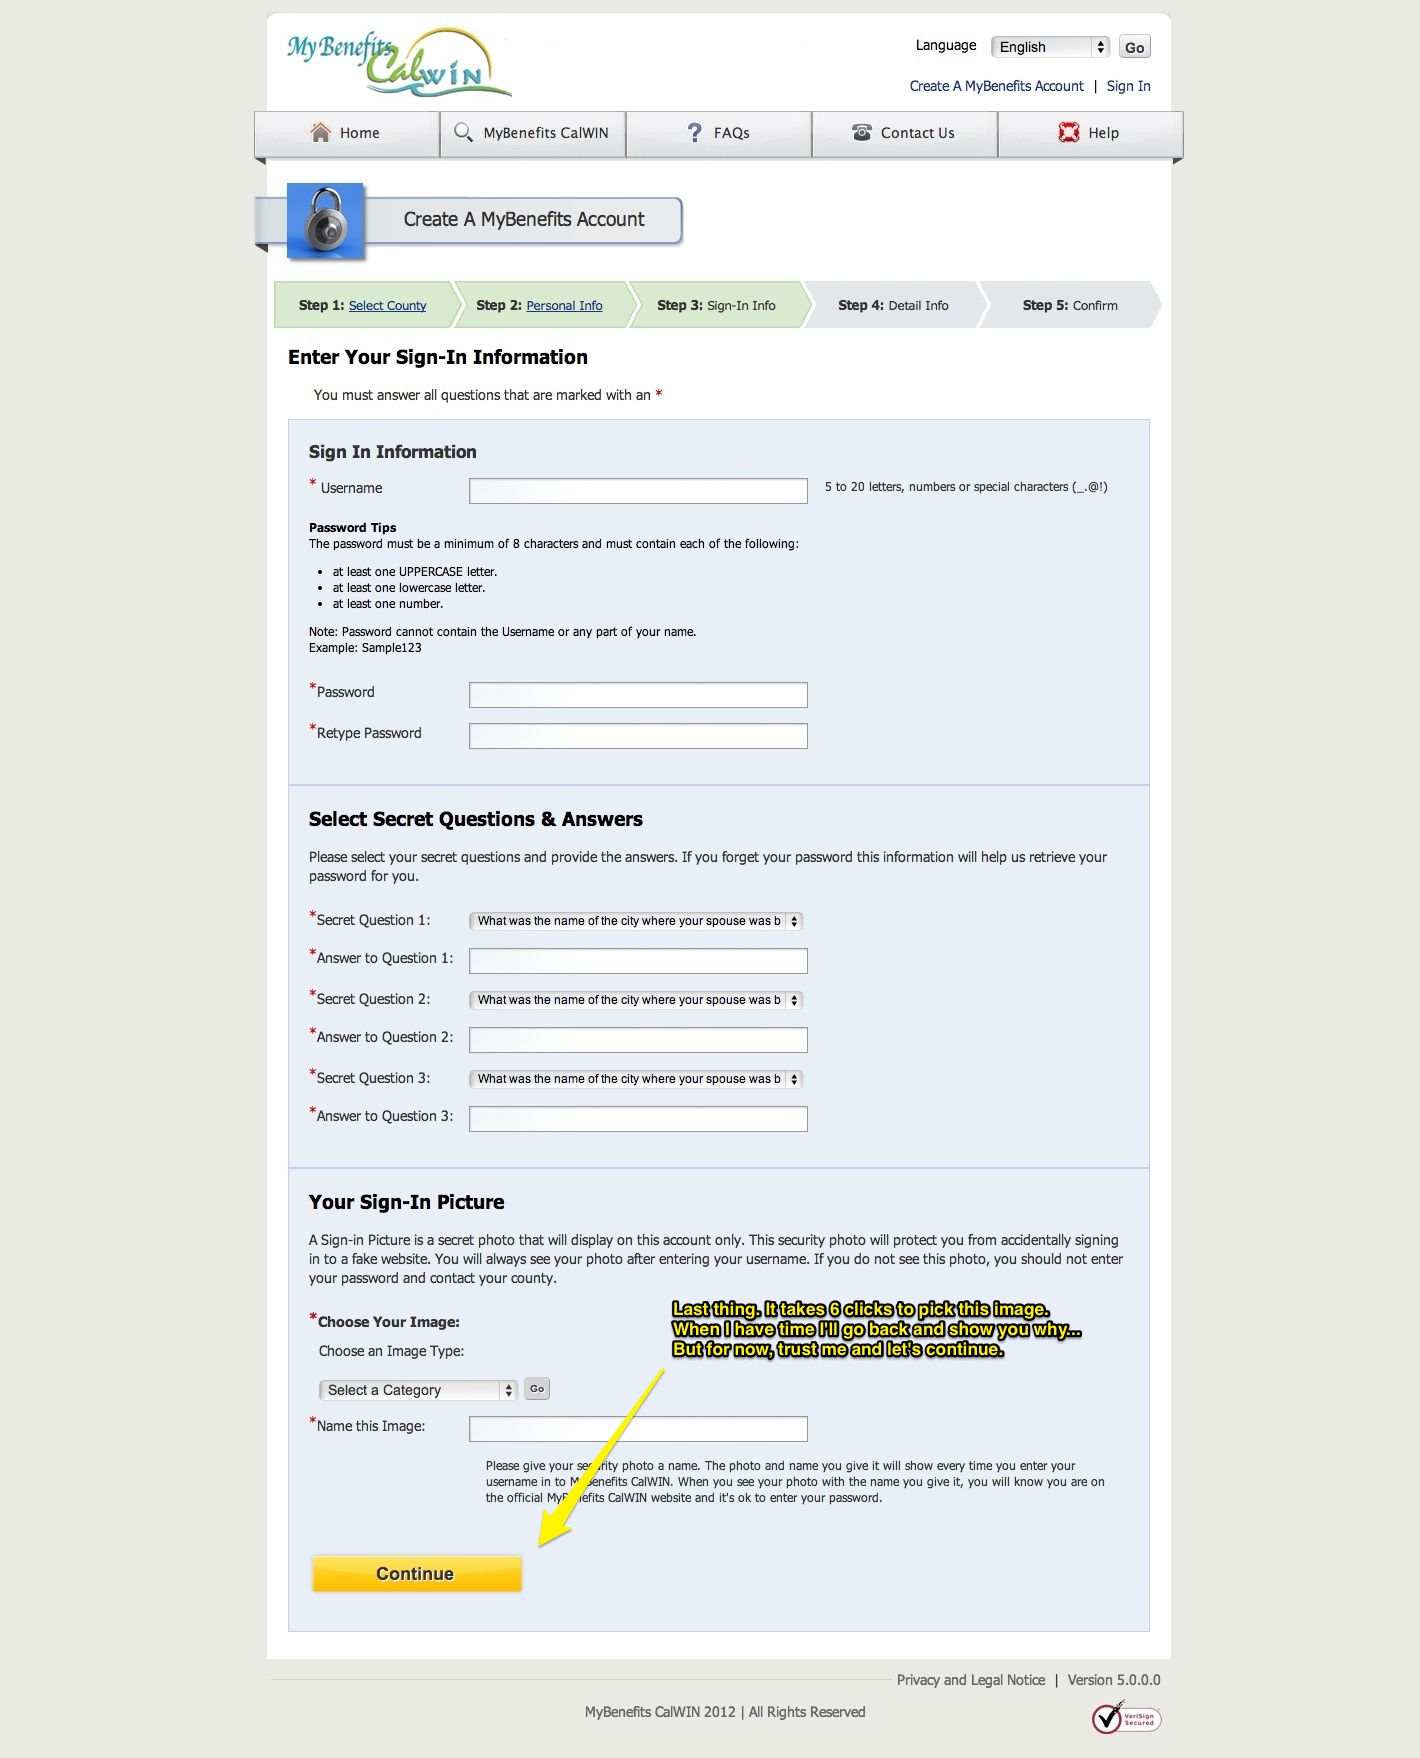 My Benefits CalWIN
Language English Go
Create A MyBenefits Account | Sign In
Home MyBenefits CalWIN ? FAQs Contact Us Help
Create A MyBenefits Account
Step 1: Select County Step 2: Personal Info Step 3: Sign-In Info Step 4: Detail Info Step 5: Confirm
Enter Your Sign-In Information
You must answer all questions that are marked with an *
Sign In Information
* Username 5 to 20 letters, numbers or special characters (_.@!)
Password Tips
The password must be a minimum of 8 characters and must contain each of the following:
• at least one UPPERCASE letter.
• at least one lowercase letter.
• at least one number.
Note: Password cannot contain the Username or any part of your name.
Example: Sample123
*Password
*Retype Password
Select Secret Questions & Answers
Please select your secret questions and provide the answers. If you forget your password this information will help us retrieve your
password for you.
*Secret Question 1: What was the name of the city where your spouse was b
*Answer to Question 1:
*Secret Question 2: What was the name of the city where your spouse was b
*Answer to Question 2:
*Secret Question 3: What was the name of the city where your spouse was b
*Answer to Question 3:
Your Sign-In Picture
A Sign-in Picture is a secret photo that will display on this account only. This security photo will protect you from accidentally signing
in to a fake website. You will always see your photo after entering your username. If you do not see this photo, you should not enter
your password and contact your county.
Last thing. It takes 6 clicks to pick this image.
When I have time I'll go back and show you why...
But for now, trust me and let's continue.
*Choose Your Image:
Choose an Image Type:
Select a Category Go
*Name this Image:
Please give your security photo a name. The photo and name you give it will show every time you enter your
username in to MyBenefits CalWIN. When you see your photo with the name you give it, you will know you are on
the official MyBenefits CalWIN website and it's ok to enter your password.
Continue
Privacy and Legal Notice | Version 5.0.0.0
MyBenefits CalWIN 2012 | All Rights Reserved
VeriSign
Secured